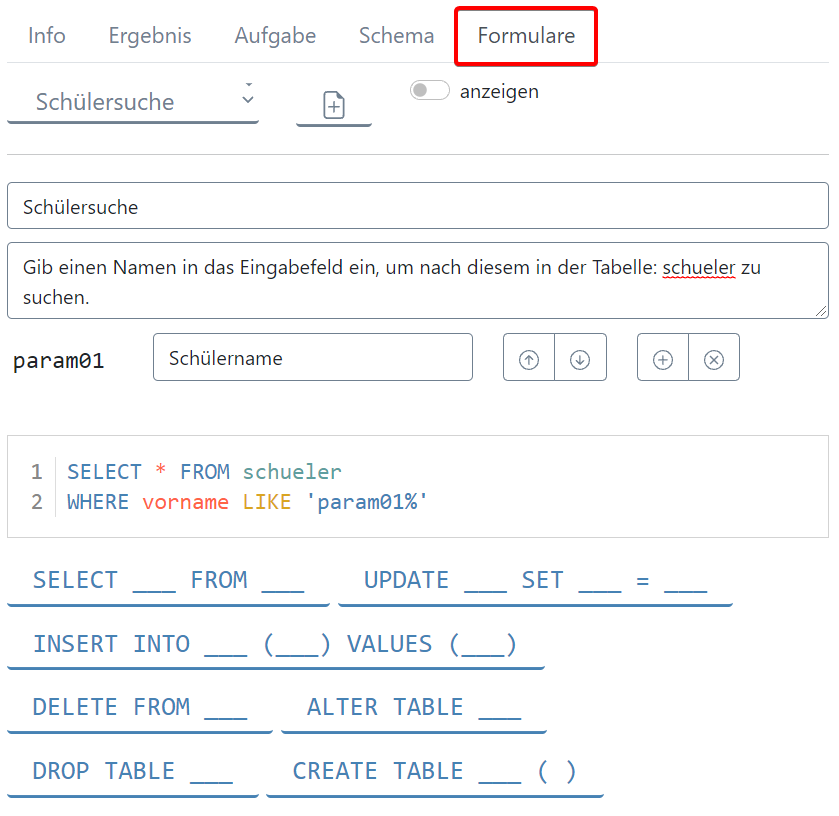 Info Ergebnis Aufgabe Schema Formulare
Schülersuche anzeigen
Schülersuche
Gib einen Namen in das Eingabefeld ein, um nach diesem in der Tabelle: schueler zu
suchen.
param01 Schülername
1 SELECT * FROM schueler
2 WHERE vorname LIKE 'param01%'
SELECT ___ FROM ___ UPDATE ___ SET ___ = ___
INSERT INTO ___ (___) VALUES (___)
DELETE FROM ___ ALTER TABLE ___
DROP TABLE ___ CREATE TABLE ___ ( )